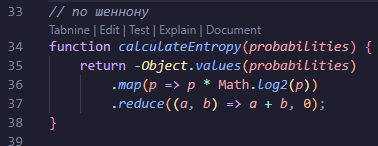 33 // по шеннону
Tabnine | Edit | Test | Explain | Document
34 function calculateEntropy(probabilities) {
35 return -Object.values(probabilities)
36 .map(p => p * Math.log2(p))
37 .reduce((a, b) => a + b, 0);
38 }
39